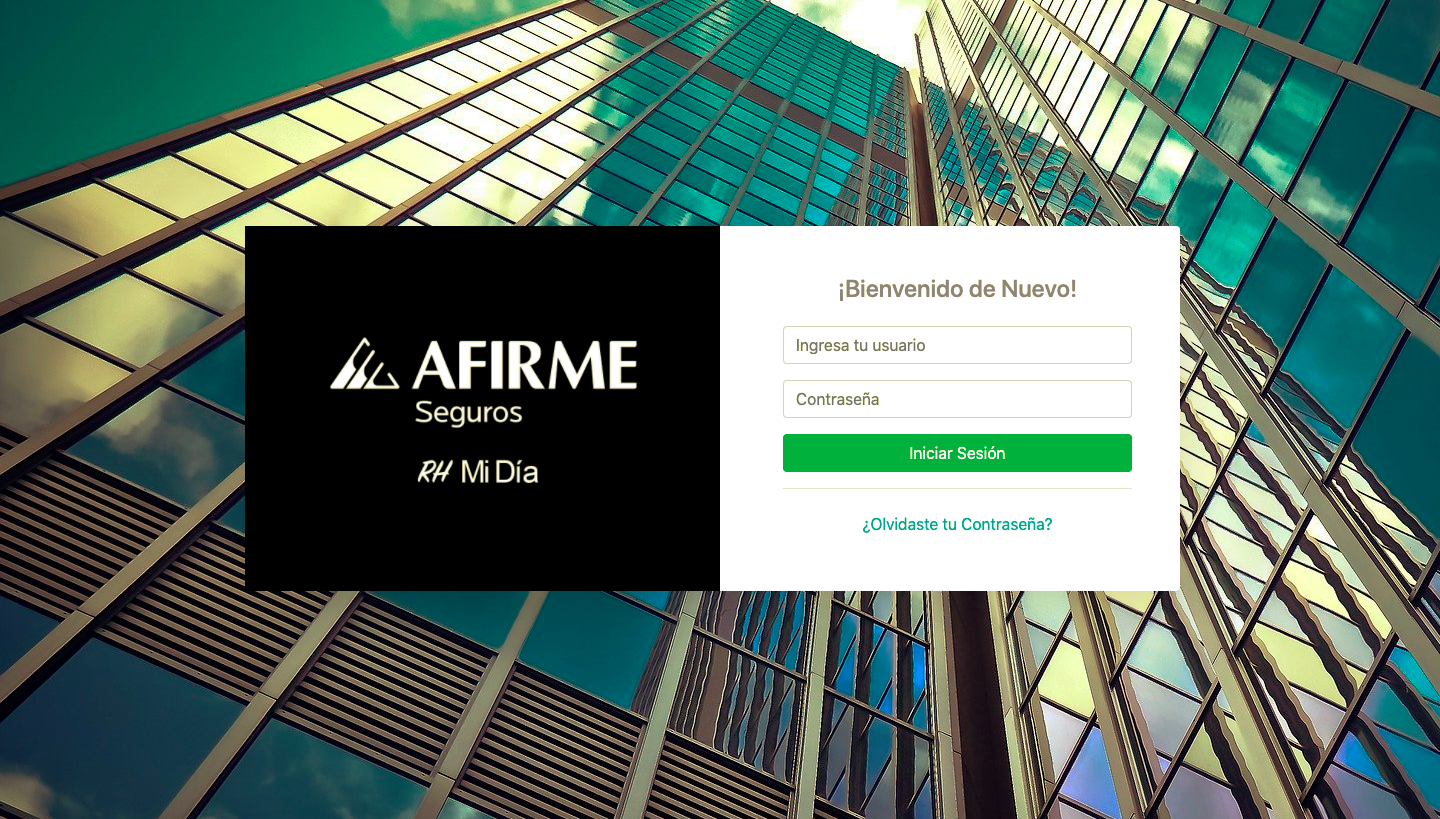 AFIRME
Seguros
RH Mi Día
¡Bienvenido de Nuevo!
Ingresa tu usuario
Contraseña
Iniciar Sesión
¿Olvidaste tu Contraseña?